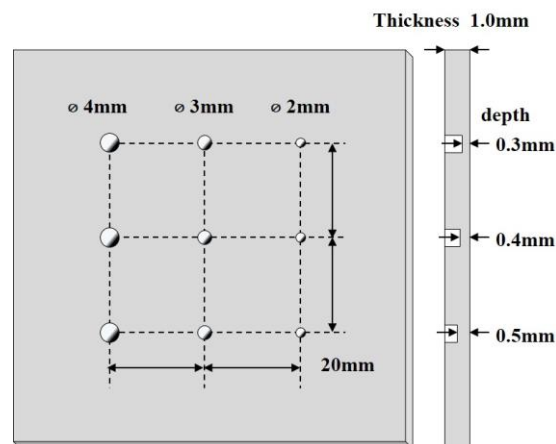 Thickness 1.0mm
⌀ 4mm ⌀ 3mm ⌀ 2mm
depth
0.3mm
0.4mm
0.5mm
20mm